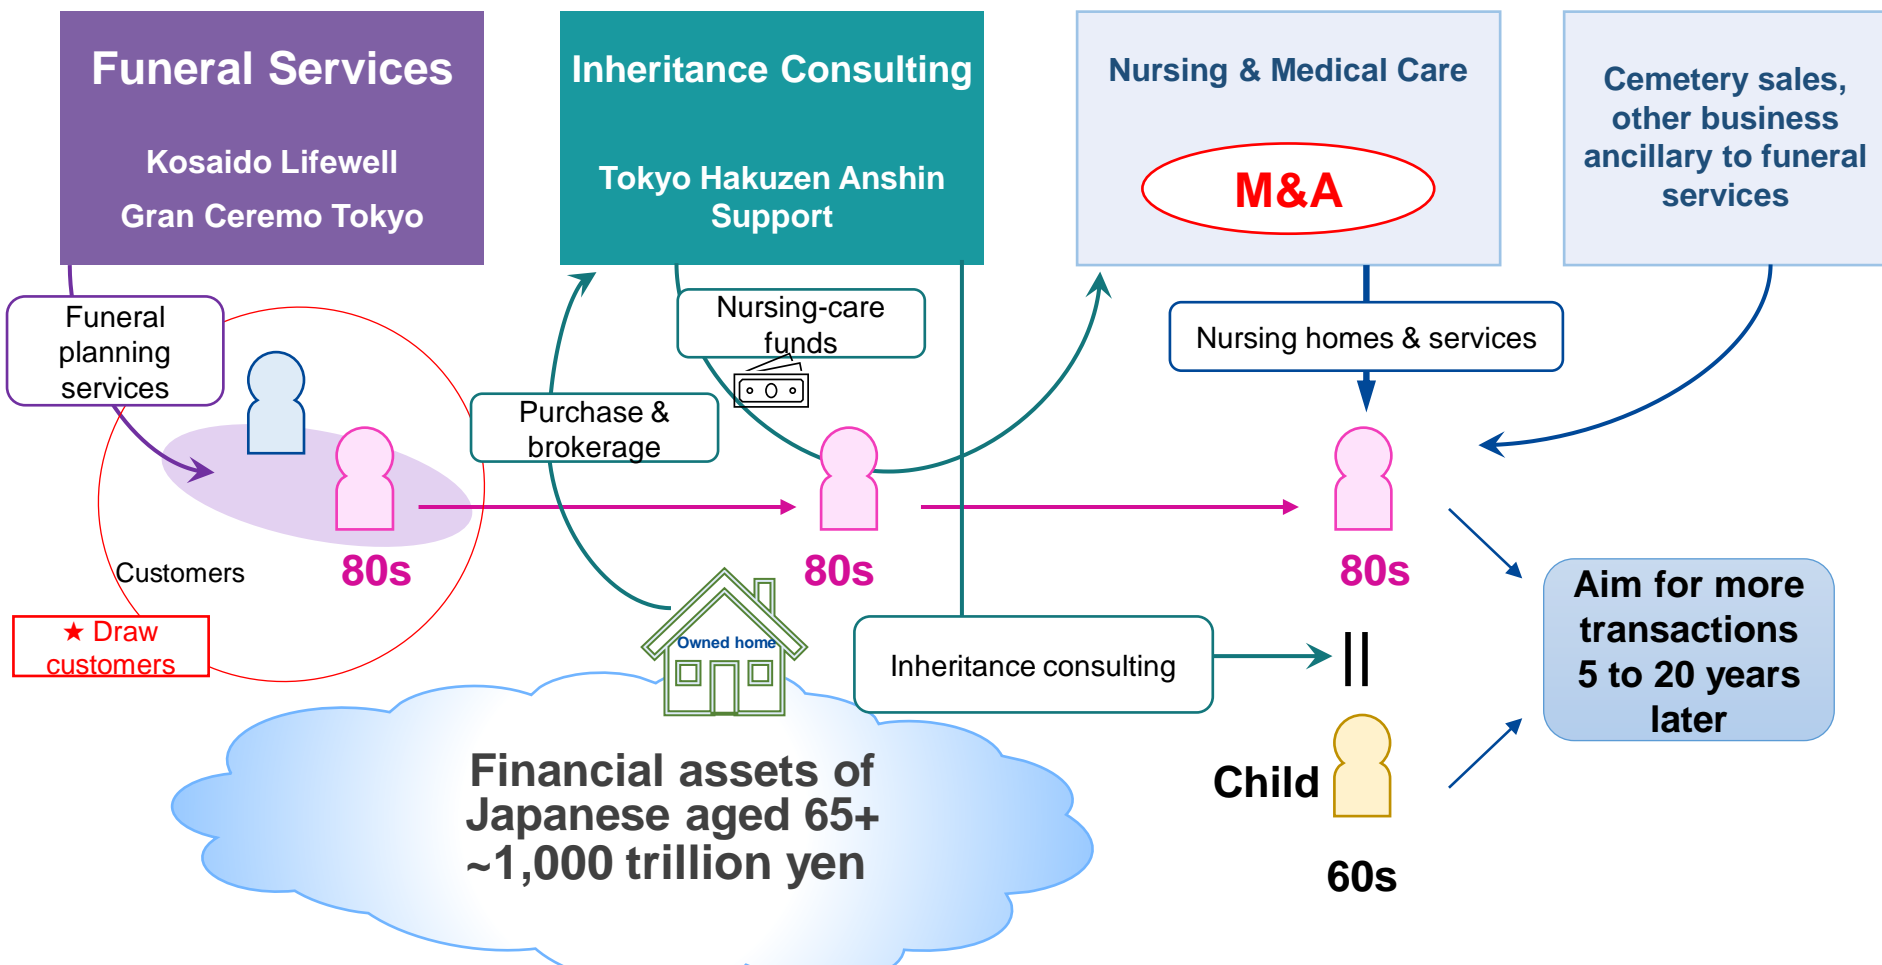 Funeral Services
Kosaido Lifewell
Gran Ceremo Tokyo
Inheritance Consulting
Tokyo Hakuzen Anshin
Support
Nursing & Medical Care
M&A
Cemetery sales,
other business
ancillary to funeral
services
Funeral
planning
services
Nursing-care
funds
Nursing homes & services
Purchase &
brokerage
Customers
80s
80s
80s
★ Draw
customers
Owned home
Inheritance consulting
Aim for more
transactions
5 to 20 years
later
Financial assets of
Japanese aged 65+
~1,000 trillion yen
Child
60s